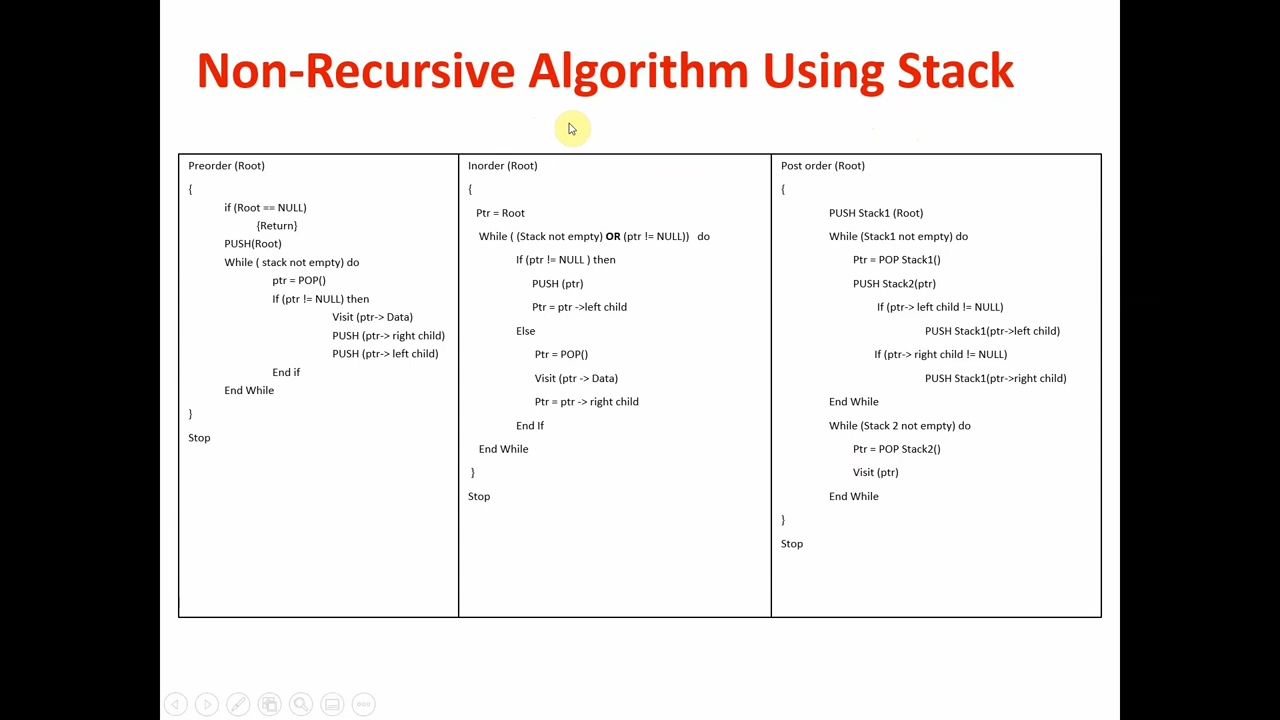 Non-Recursive Algorithm Using Stack
Preorder (Root)
{
if (Root == NULL)
{Return}
PUSH(Root)
While ( stack not empty) do
ptr = POP()
If (ptr != NULL) then
Visit (ptr-> Data)
PUSH (ptr-> right child)
PUSH (ptr-> left child)
End if
End While
}
Stop
Inorder (Root)
{
Ptr = Root
While ( (Stack not empty) OR (ptr != NULL)) do
If (ptr != NULL ) then
PUSH (ptr)
Ptr = ptr ->left child
Else
Ptr = POP()
Visit (ptr -> Data)
Ptr = ptr -> right child
End If
End While
}
Stop
Post order (Root)
{
PUSH Stack1 (Root)
While (Stack1 not empty) do
Ptr = POP Stack1()
PUSH Stack2(ptr)
If (ptr-> left child != NULL)
PUSH Stack1(ptr->left child)
If (ptr-> right child != NULL)
PUSH Stack1(ptr->right child)
End While
While (Stack 2 not empty) do
Ptr = POP Stack2()
Visit (ptr)
End While
}
Stop